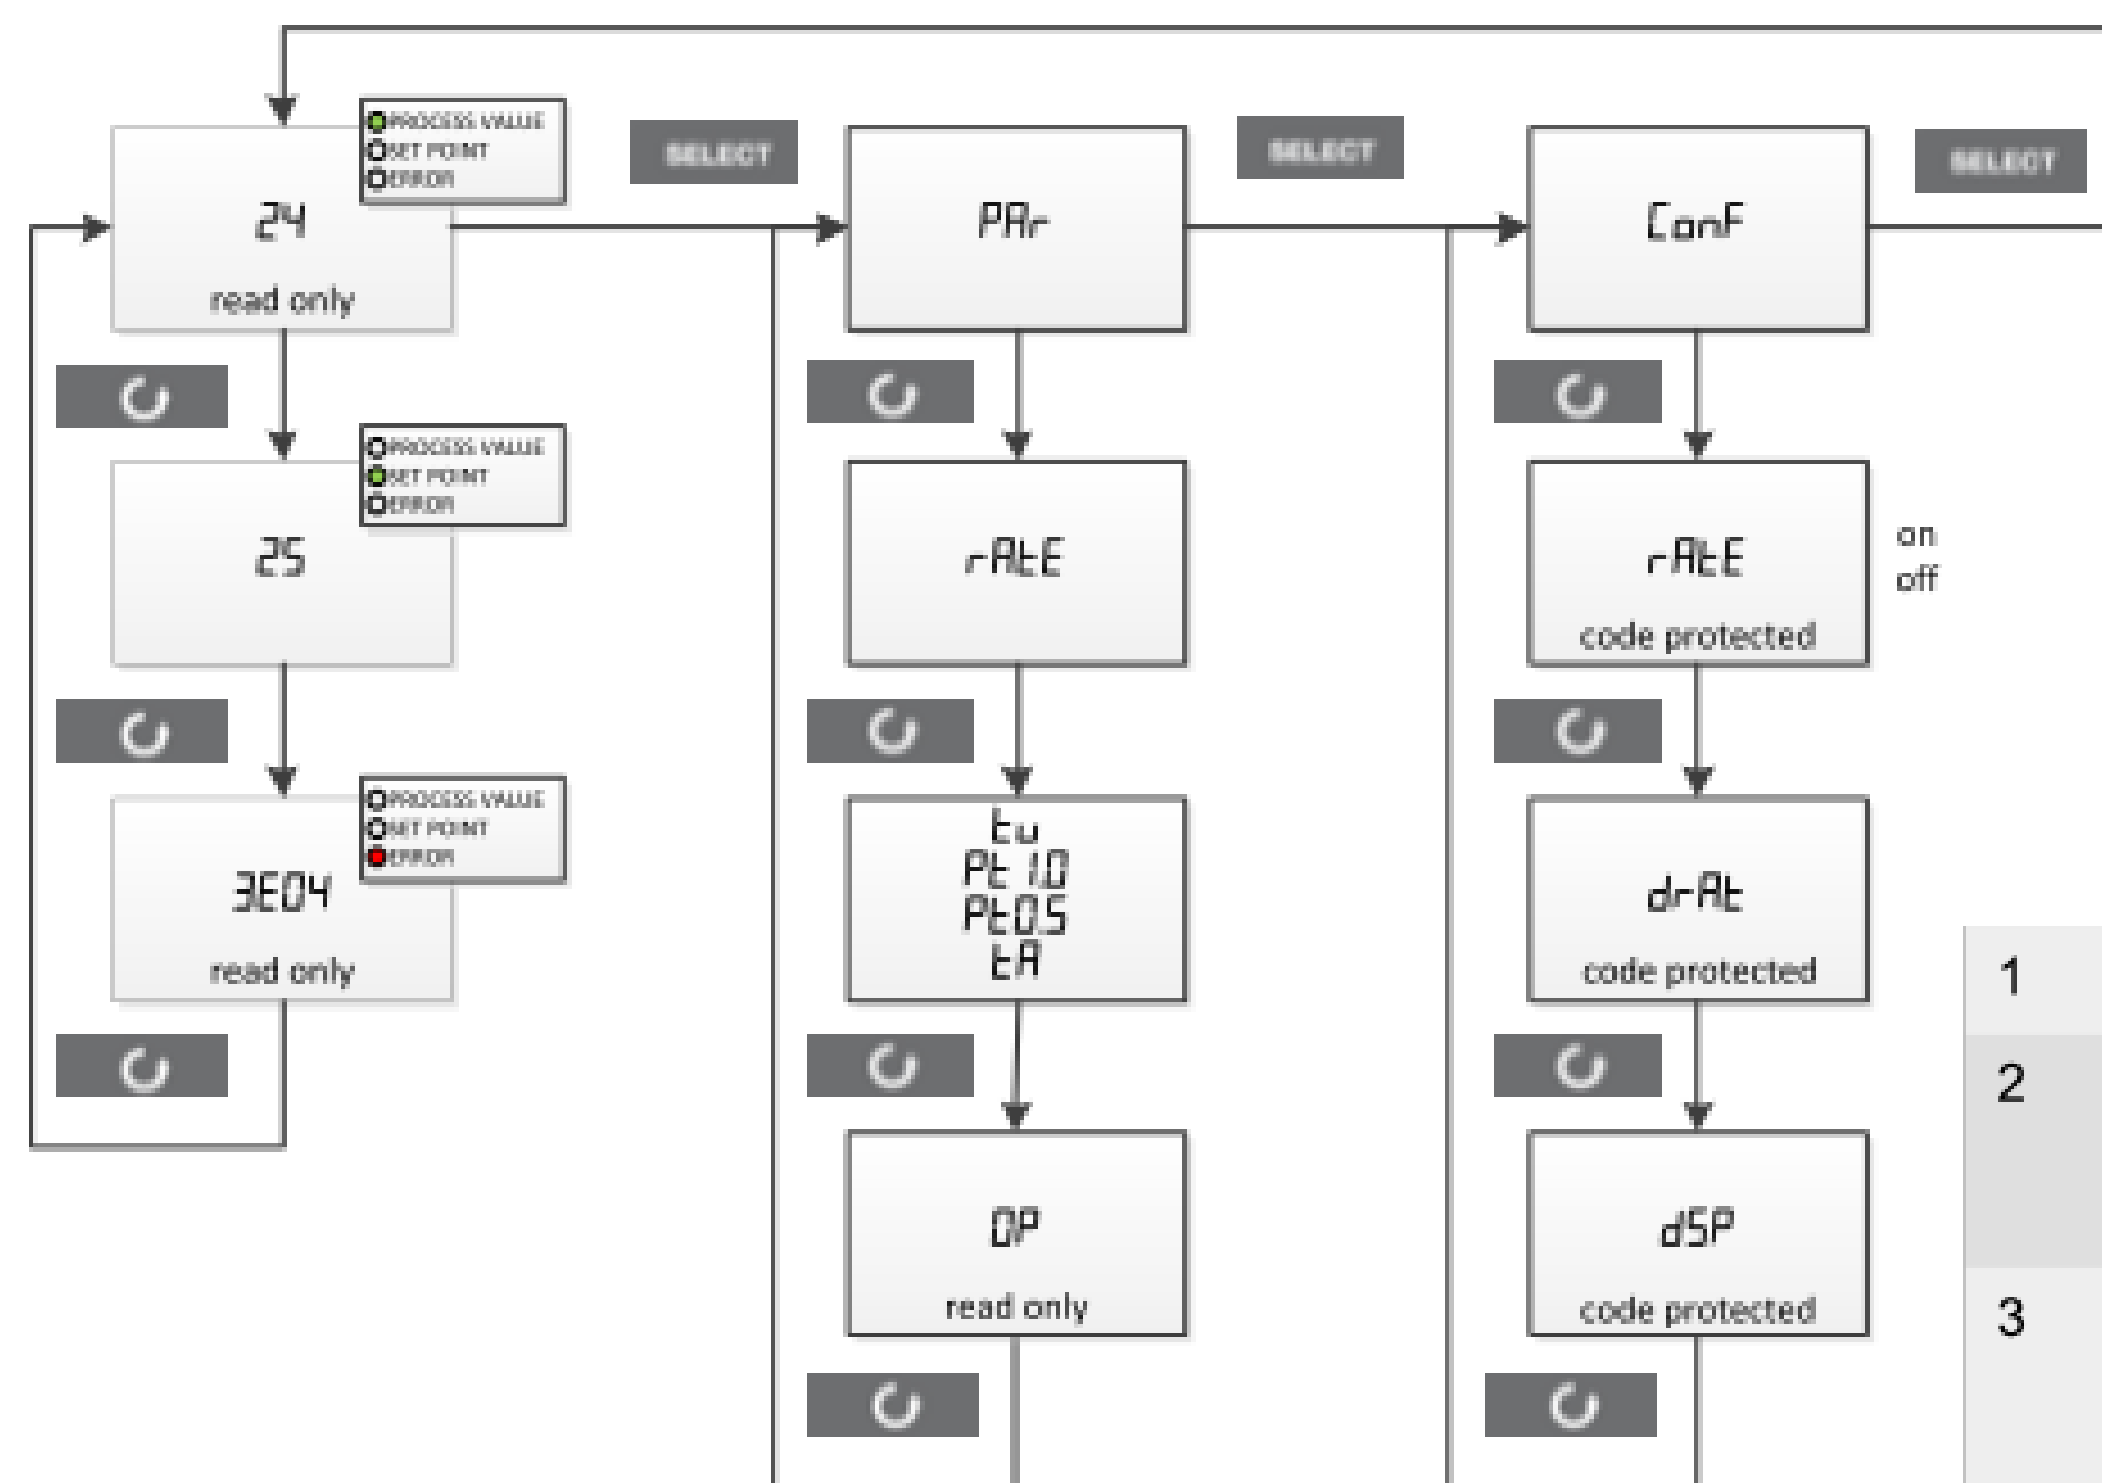 PROCESS VALUE
SET POINT
ERROR
24
read only
SELECT
PAr
SELECT
ConF
SELECT
PROCESS VALUE
SET POINT
ERROR
25
rAtE
rAtE
code protected
on
off
PROCESS VALUE
SET POINT
ERROR
3E04
read only
tu
Pt 1.0
Pt0.5
tA
drAt
code protected
OP
read only
dSP
code protected
1
2
3